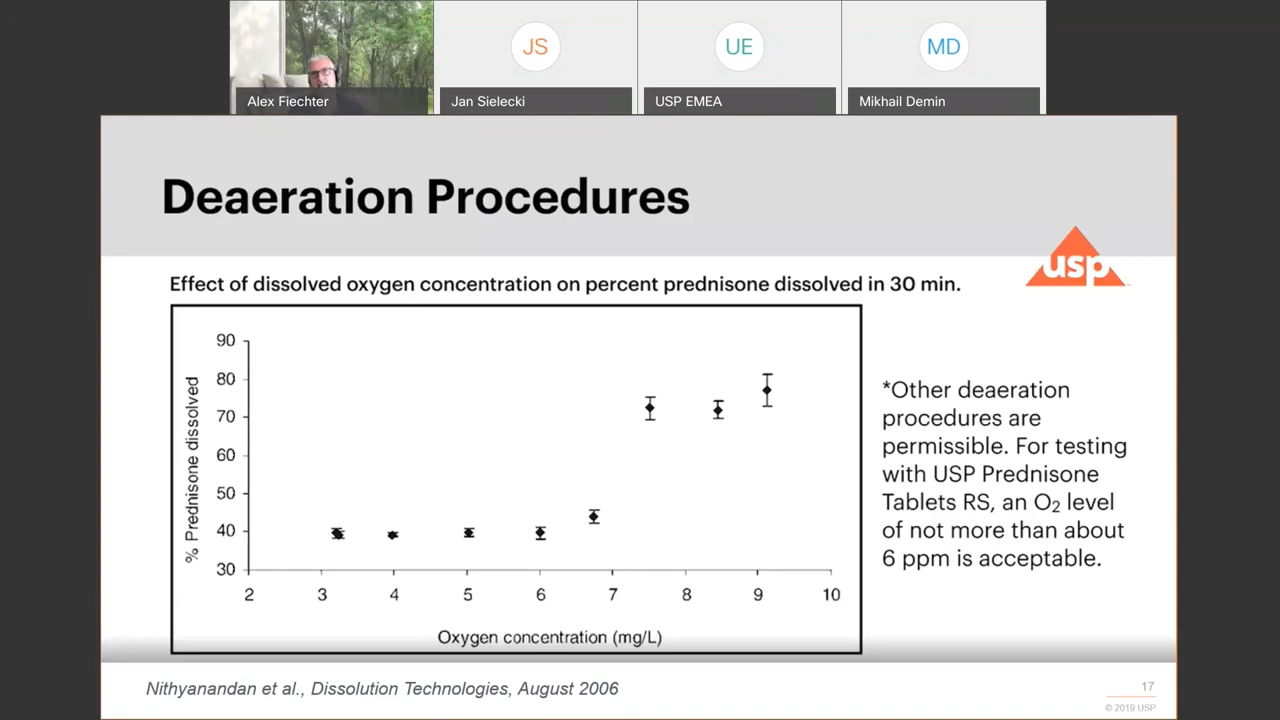 JS
UE
MD
Alex Fiechter
Jan Sielecki
USP EMEA
Mikhail Demin
Deaeration Procedures
usp
Effect of dissolved oxygen concentration on percent prednisone dissolved in 30 min.
% Prednisone dissolved
90
80
70
60
50
40
30
2 3 4 5 6 7 8 9 10
Oxygen concentration (mg/L)
*Other deaeration
procedures are
permissible. For testing
with USP Prednisone
Tablets RS, an O₂ level
of not more than about
6 ppm is acceptable.
Nithyanandan et al., Dissolution Technologies, August 2006
17
© 2019 USP